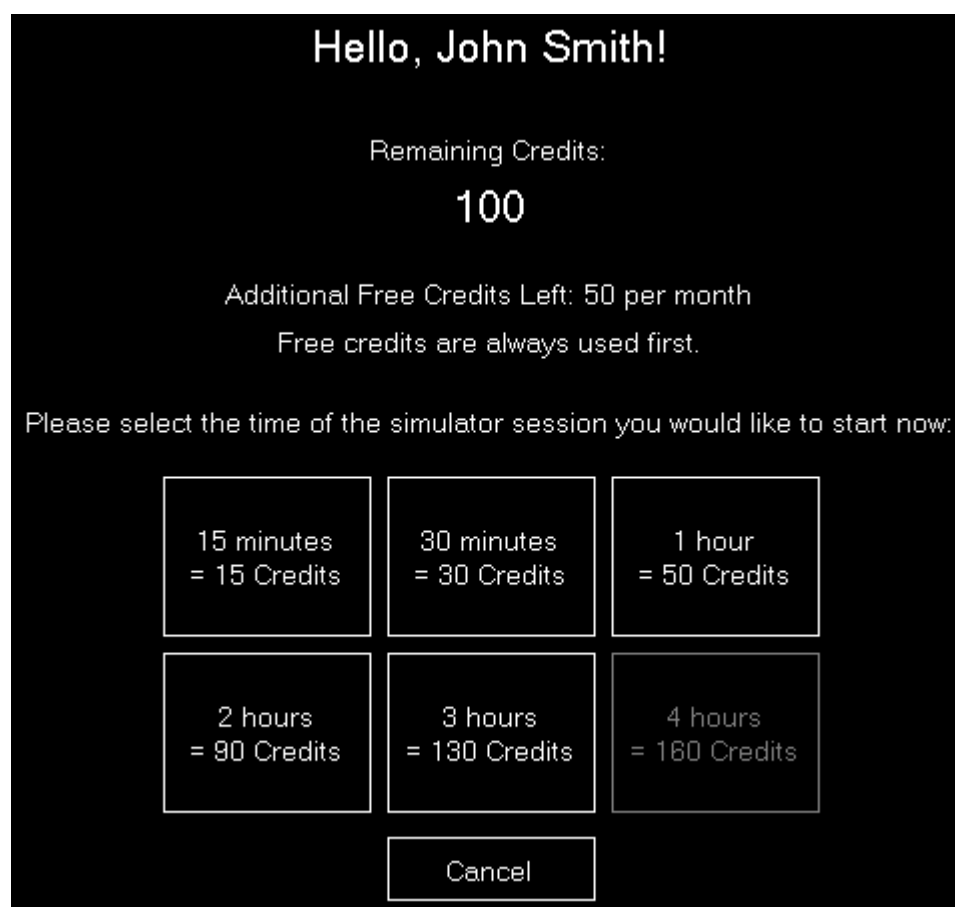 Hello, John Smith!
Remaining Credits:
100
Additional Free Credits Left: 50 per month
Free credits are always used first.
Please select the time of the simulator session you would like to start now:
15 minutes
= 15 Credits
30 minutes
= 30 Credits
1 hour
= 50 Credits
2 hours
= 90 Credits
3 hours
= 130 Credits
4 hours
= 160 Credits
Cancel